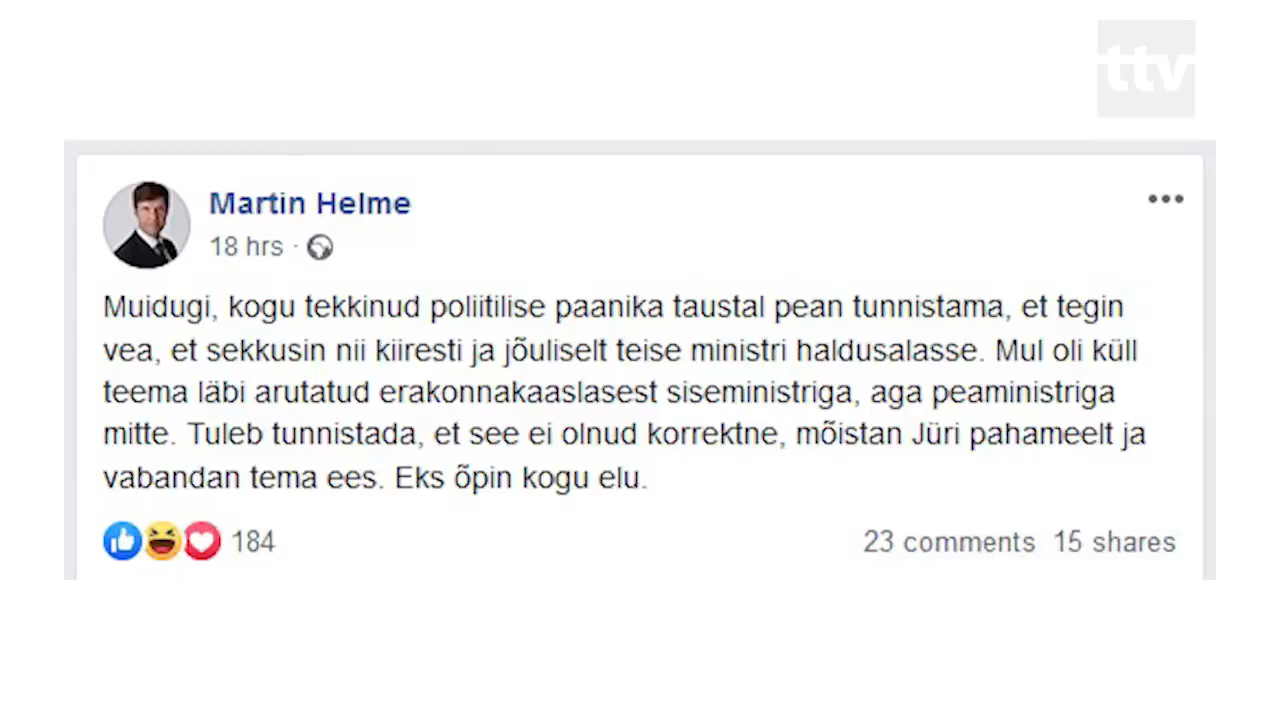 ttv
Martin Helme
18 hrs ·
Muidugi, kogu tekkinud poliitilise paanika taustal pean tunnistama, et tegin
vea, et sekkusin nii kiiresti ja jõuliselt teise ministri haldusalasse. Mul oli küll
teema läbi arutatud erakonnakaaslasest siseministriga, aga peaministriga
mitte. Tuleb tunnistada, et see ei olnud korrektne, mõistan Jüri pahameelt ja
vabandan tema ees. Eks õpin kogu elu.
184 23 comments 15 shares